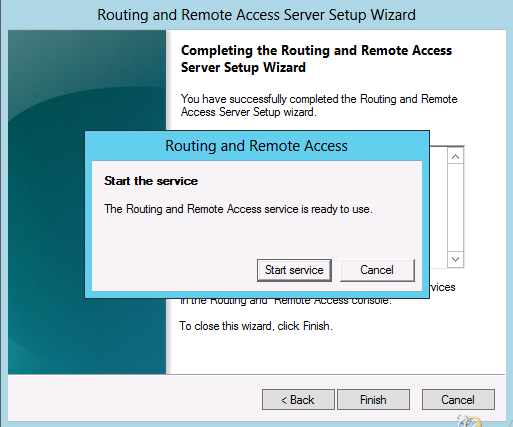 Routing and Remote Access Server Setup Wizard
Completing the Routing and Remote Access
Server Setup Wizard
You have successfully completed the Routing and Remote
Access Server Setup wizard.
Routing and Remote Access
Start the service
The Routing and Remote Access service is ready to use.
Start service
Cancel
in the Routing and Remote Access console.
To close this wizard, click Finish.
< Back
Finish
Cancel